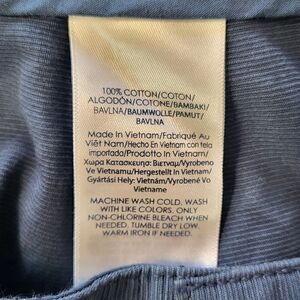 100% COTTON/COTON/
ALGODÓN/COTONE/BAMBAKI/
BAVLNA/BAUMWOLLE/PAMUT/
BAVLNA
Made In Vietnam/Fabriqué Au
Viêt Nam/Hecho En Vietnam con tela
importada/Prodotto In Vietnam/
Χωρα Κατασκευησ: Βιετναμ/Vyrobeno
Ve Vietnamu/Hergestellt In Vietnam/
Gyártási Hely: Vietnám/Vyrobené Vo
Vietname
MACHINE WASH COLD. WASH
WITH LIKE COLORS. ONLY
NON-CHLORINE BLEACH WHEN
NEEDED. TUMBLE DRY LOW.
WARM IRON IF NEEDED.